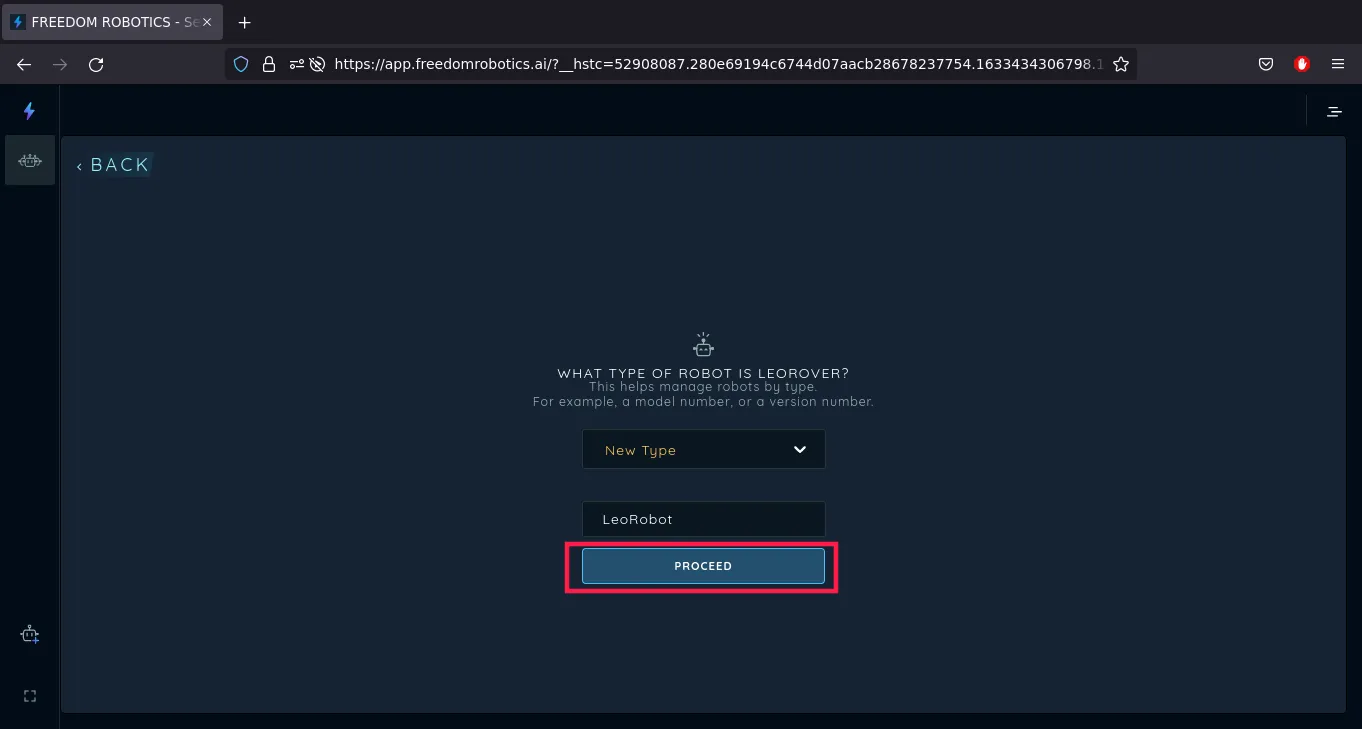 FREEDOM ROBOTICS - Se
https://app.freedomrobotics.ai/?__hstc=52908087.280e69194c6744d07aacb28678237754.1633434306798.1
‹ BACK
WHAT TYPE OF ROBOT IS LEOROVER?
This helps manage robots by type.
For example, a model number, or a version number.
New Type
LeoRobot
PROCEED